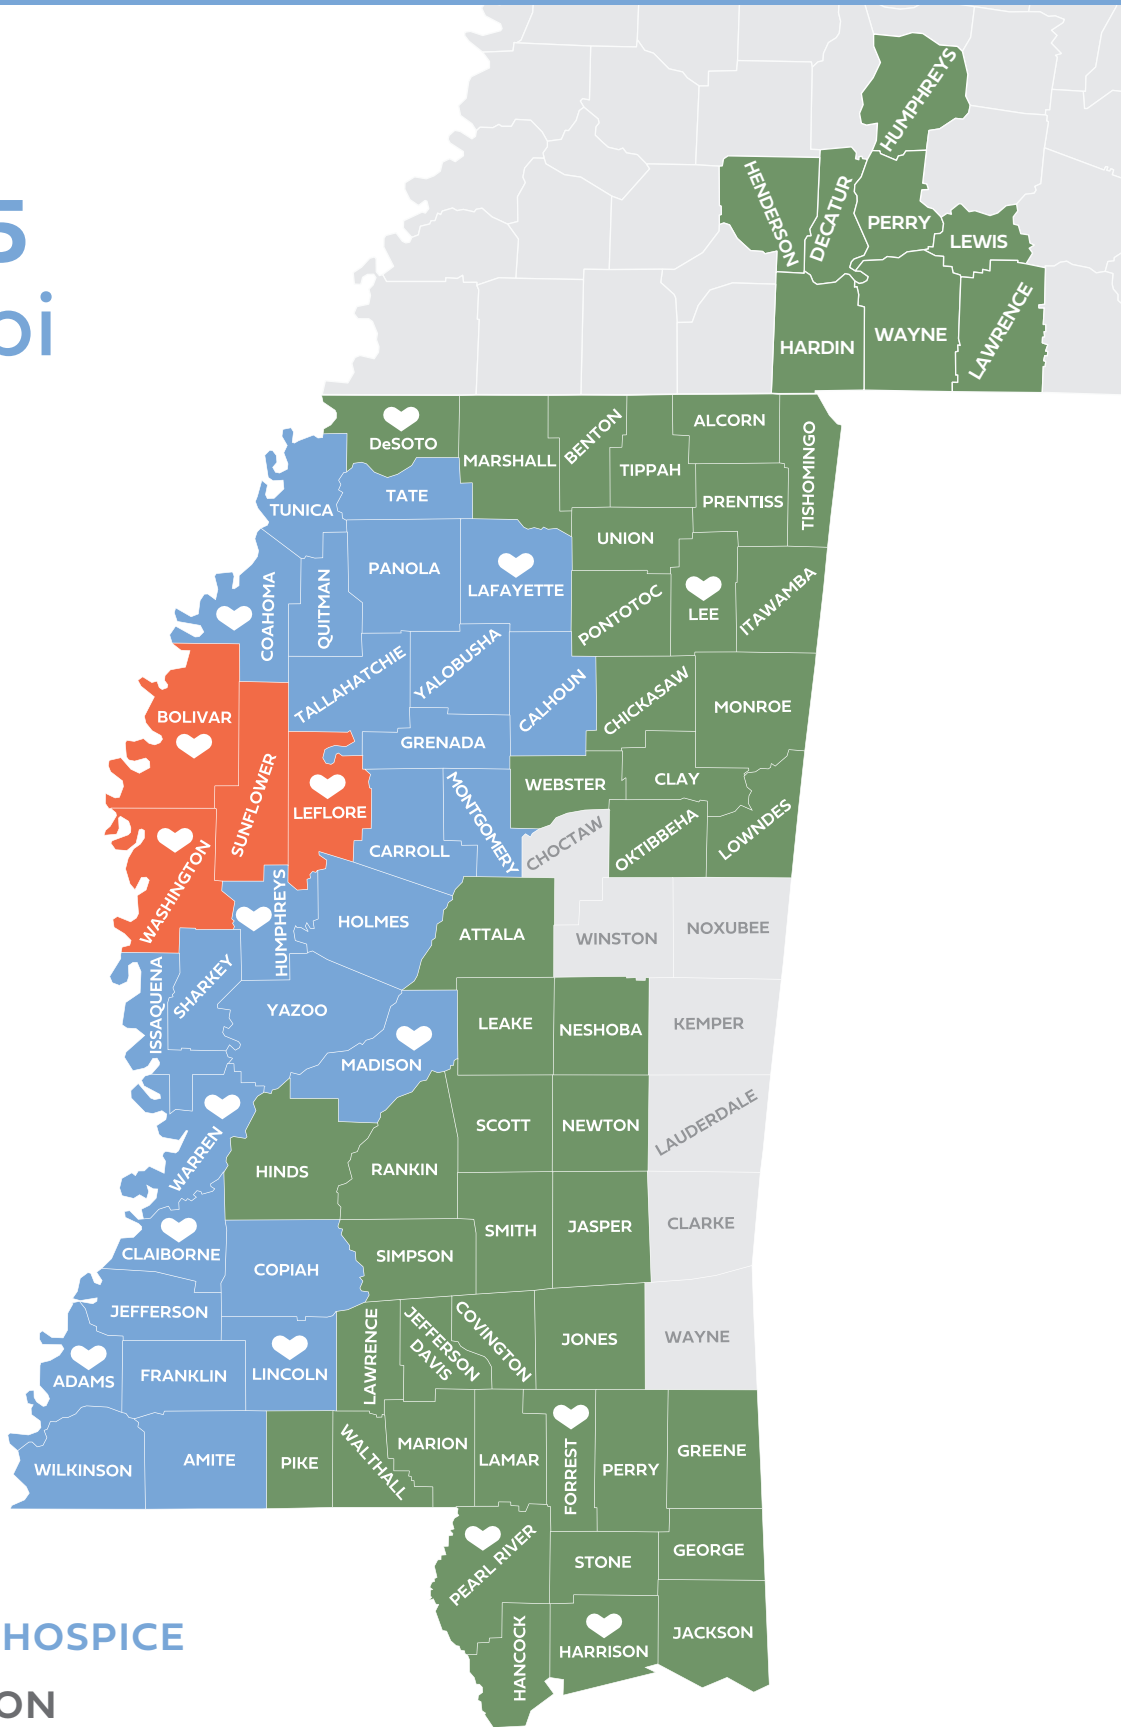 5
pi
HUMPHREYS
HENDERSON
DECATUR
PERRY
LEWIS
HARDIN
WAYNE
LAWRENCE
DeSOTO
MARSHALL
BENTON
TIPPAH
ALCORN
PRENTISS
TISHOMINGO
TUNICA
TATE
UNION
COAHOMA
QUITMAN
PANOLA
LAFAYETTE
PONTOTOC
LEE
ITAWAMBA
TALLAHATCHIE
YALOBUSHA
CALHOUN
CHICKASAW
MONROE
BOLIVAR
SUNFLOWER
LEFLORE
GRENADA
WEBSTER
CLAY
WASHINGTON
CARROLL
MONTGOMERY
CHOCTAW
OKTIBBEHA
LOWNDES
HUMPHREYS
HOLMES
ATTALA
WINSTON
NOXUBEE
ISSAQUENA
SHARKEY
YAZOO
MADISON
LEAKE
NESHOBA
KEMPER
WARREN
HINDS
RANKIN
SCOTT
NEWTON
LAUDERDALE
CLAIBORNE
COPIAH
SIMPSON
SMITH
JASPER
CLARKE
JEFFERSON
ADAMS
FRANKLIN
LINCOLN
LAWRENCE
JEFFERSON
DAVIS
COVINGTON
JONES
WAYNE
WILKINSON
AMITE
PIKE
WALTHALL
MARION
LAMAR
FORREST
PERRY
GREENE
PEARL RIVER
STONE
GEORGE
HANCOCK
HARRISON
JACKSON
HOSPICE
ON